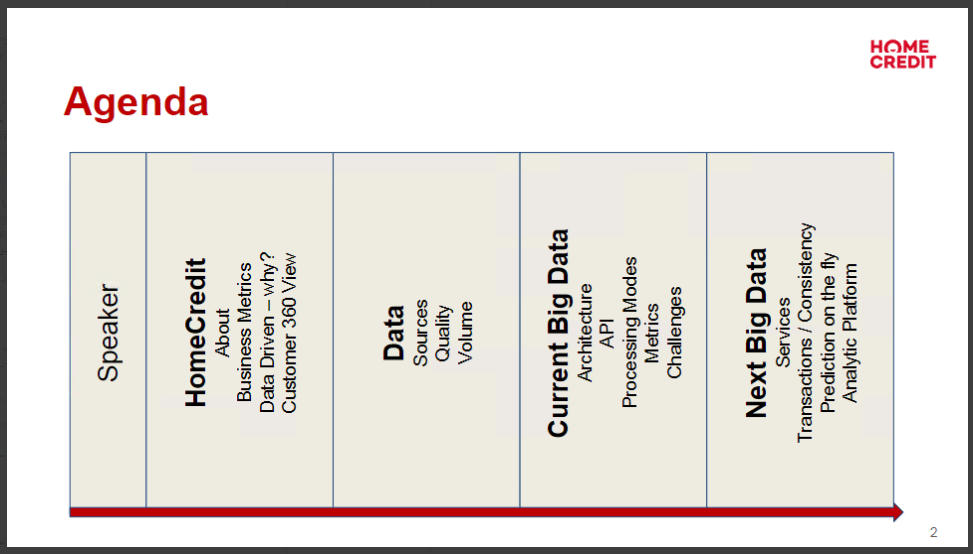 HOME
CREDIT
Agenda
Speaker
HomeCredit
About
Business Metrics
Data Driven – why?
Customer 360 View
Data
Sources
Quality
Volume
Current Big Data
Architecture
API
Processing Modes
Metrics
Challenges
Next Big Data
Services
Transactions / Consistency
Prediction on the fly
Analytic Platform
2